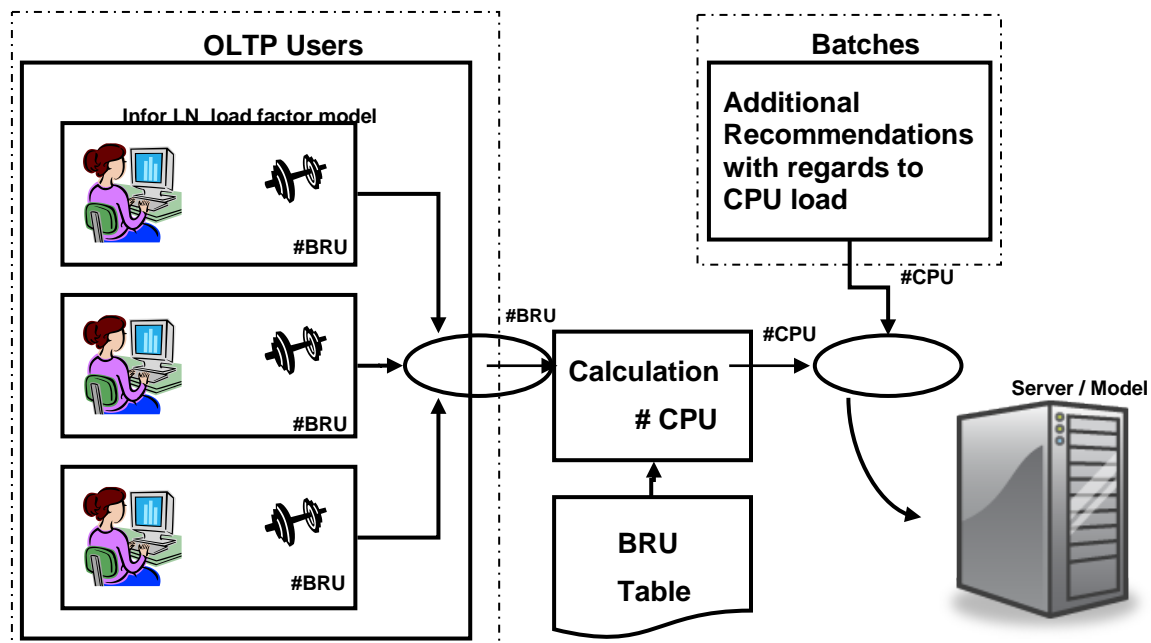 OLTP Users
Infor LN load factor model
#BRU
#BRU
#BRU
#BRU
Calculation
# CPU
BRU
Table
#CPU
Batches
Additional
Recommendations
with regards to
CPU load
#CPU
Server / Model